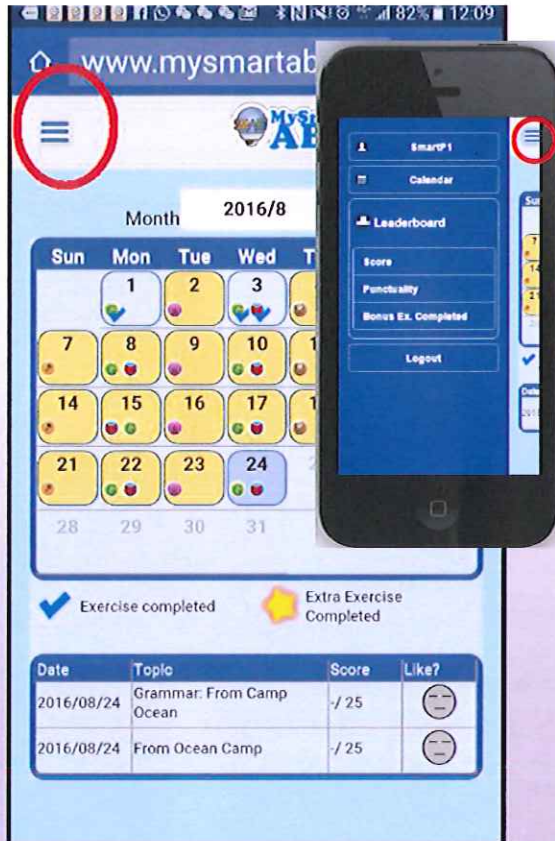 82% 12:09
www.mysmartab
Month 2016/8
Sun Mon Tue Wed
1 2 3
7 8 9 10
14 15 16 17
21 22 23 24
28 29 30 31
Exercise completed
Extra Exercise
Completed
Date Topic Score Like?
2016/08/24 Grammar: From Camp
Ocean -/ 25
2016/08/24 From Ocean Camp -/ 25
SmartP1
Calendar
Leaderboard
Score
Punctuality
Bonus Ex. Completed
Logout
7
14
21